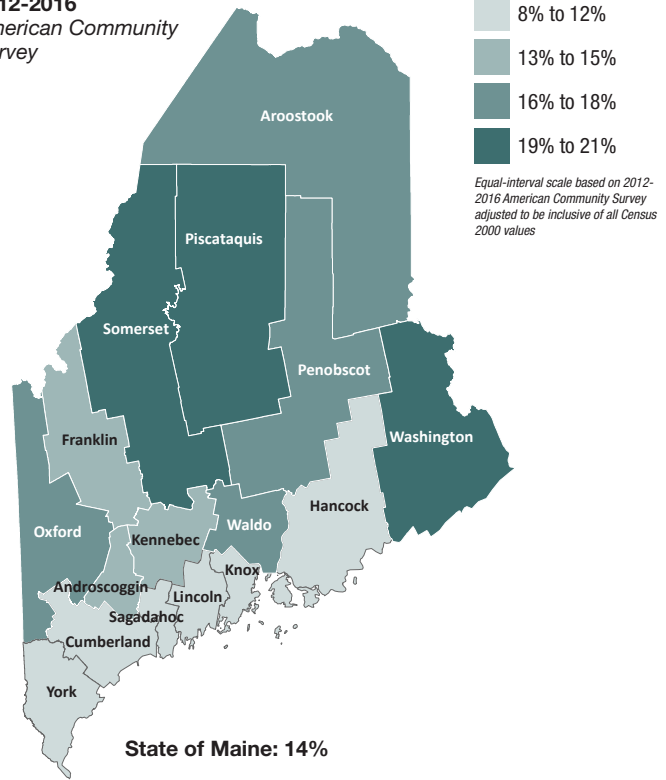 12-2016
merican Community
rvey
8% to 12%
13% to 15%
16% to 18%
19% to 21%
Equal-interval scale based on 2012-
2016 American Community Survey
adjusted to be inclusive of all Census
2000 values
Aroostook
Piscataquis
Somerset
Penobscot
Franklin
Washington
Hancock
Oxford
Kennebec
Waldo
Knox
Androscoggin
Lincoln
Sagadahoc
Cumberland
York
State of Maine: 14%